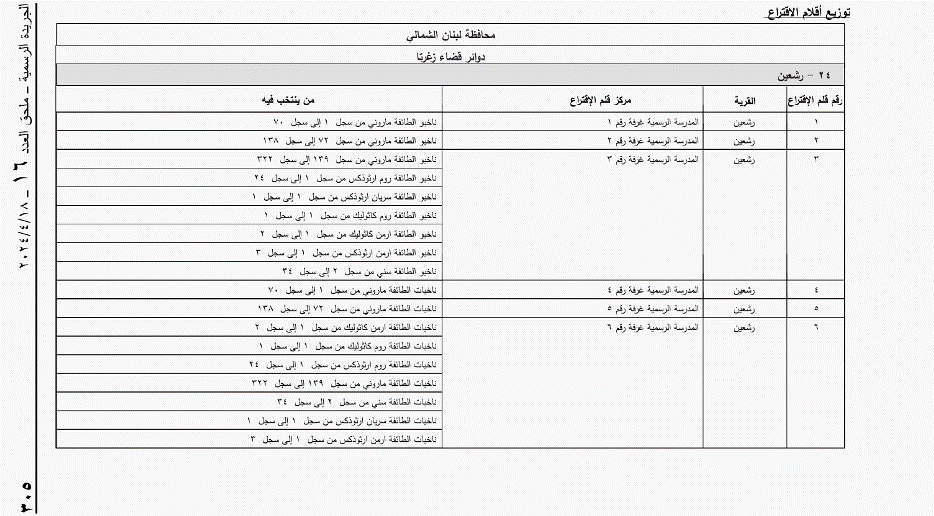 الجريدة الرسمية – ملحق العدد ١٦ – ٢٠٢٤/٤/١٨
٣٠٥
توزيع أقلام الاقتراع
محافظة لبنان الشمالي
دوائر قضاء زغرتا
٢٤ - رشعين
رقم قلم الإقتراع القرية مركز قلم الإقتراع من ينتخب فيه
١ رشعين المدرسة الرسمية غرفة رقم ١ ناخبو الطائفة ماروني من سجل ١ إلى سجل ٧٠
٢ رشعين المدرسة الرسمية غرفة رقم ٢ ناخبو الطائفة ماروني من سجل ٧٢ إلى سجل ١٣٨
٣ رشعين المدرسة الرسمية غرفة رقم ٣ ناخبو الطائفة ماروني من سجل ١٣٩ إلى سجل ٣٢٢
ناخبو الطائفة روم ارثوذكس من سجل ١ إلى سجل ٢٤
ناخبو الطائفة سريان ارثوذكس من سجل ١ إلى سجل ١
ناخبو الطائفة روم كاثوليك من سجل ١ إلى سجل ١
ناخبو الطائفة ارمن كاثوليك من سجل ١ إلى سجل ٢
ناخبو الطائفة ارمن ارثوذكس من سجل ١ إلى سجل ٣
ناخبو الطائفة سني من سجل ٢ إلى سجل ٣٤
٤ رشعين المدرسة الرسمية غرفة رقم ٤ ناخبات الطائفة ماروني من سجل ١ إلى سجل ٧٠
٥ رشعين المدرسة الرسمية غرفة رقم ٥ ناخبات الطائفة ماروني من سجل ٧٢ إلى سجل ١٣٨
٦ رشعين المدرسة الرسمية غرفة رقم ٦ ناخبات الطائفة ارمن كاثوليك من سجل ١ إلى سجل ٢
ناخبات الطائفة روم كاثوليك من سجل ١ إلى سجل ١
ناخبات الطائفة روم ارثوذكس من سجل ١ إلى سجل ٢٤
ناخبات الطائفة ماروني من سجل ١٣٩ إلى سجل ٣٢٢
ناخبات الطائفة سني من سجل ٢ إلى سجل ٣٤
ناخبات الطائفة سريان ارثوذكس من سجل ١ إلى سجل ١
ناخبات الطائفة ارمن ارثوذكس من سجل ١ إلى سجل ٣